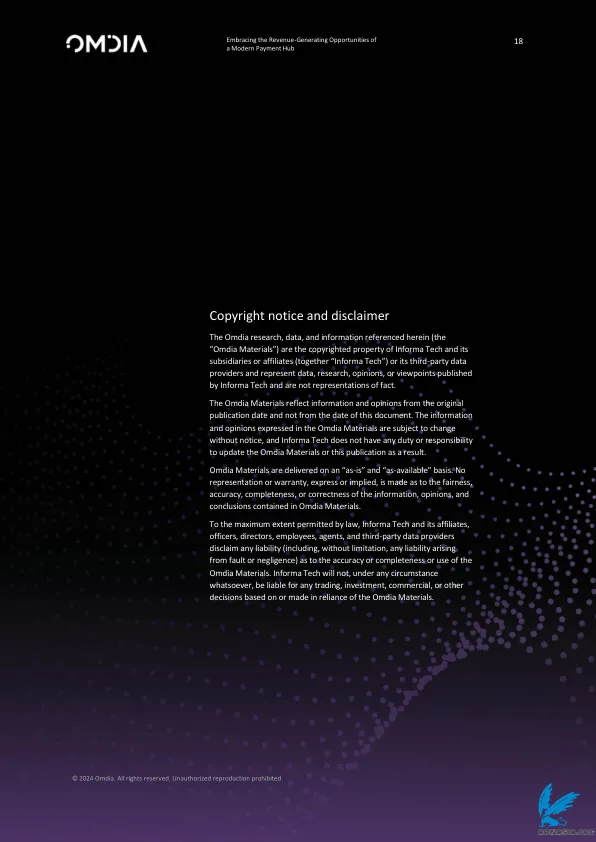 OMDIA
Embracing the Revenue-Generating Opportunities of
a Modern Payment Hub
18
Copyright notice and disclaimer
The Omdia research, data, and information referenced herein (the
“Omdia Materials”) are the copyrighted property of Informa Tech and its
subsidiaries or affiliates (together “Informa Tech”) or its third-party data
providers and represent data, research, opinions, or viewpoints published
by Informa Tech and are not representations of fact.
The Omdia Materials reflect information and opinions from the original
publication date and not from the date of this document. The information
and opinions expressed in the Omdia Materials are subject to change
without notice, and Informa Tech does not have any duty or responsibility
to update the Omdia Materials or this publication as a result.
Omdia Materials are delivered on an “as-is” and “as-available” basis. No
representation or warranty, express or implied, is made as to the fairness,
accuracy, completeness, or correctness of the information, opinions, and
conclusions contained in Omdia Materials.
To the maximum extent permitted by law, Informa Tech and its affiliates,
officers, directors, employees, agents, and third-party data providers
disclaim any liability (including, without limitation, any liability arising
from fault or negligence) as to the accuracy or completeness or use of the
Omdia Materials. Informa Tech will not, under any circumstance
whatsoever, be liable for any trading, investment, commercial, or other
decisions based on or made in reliance of the Omdia Materials.
© 2024 Omdia. All rights reserved. Unauthorized reproduction prohibited